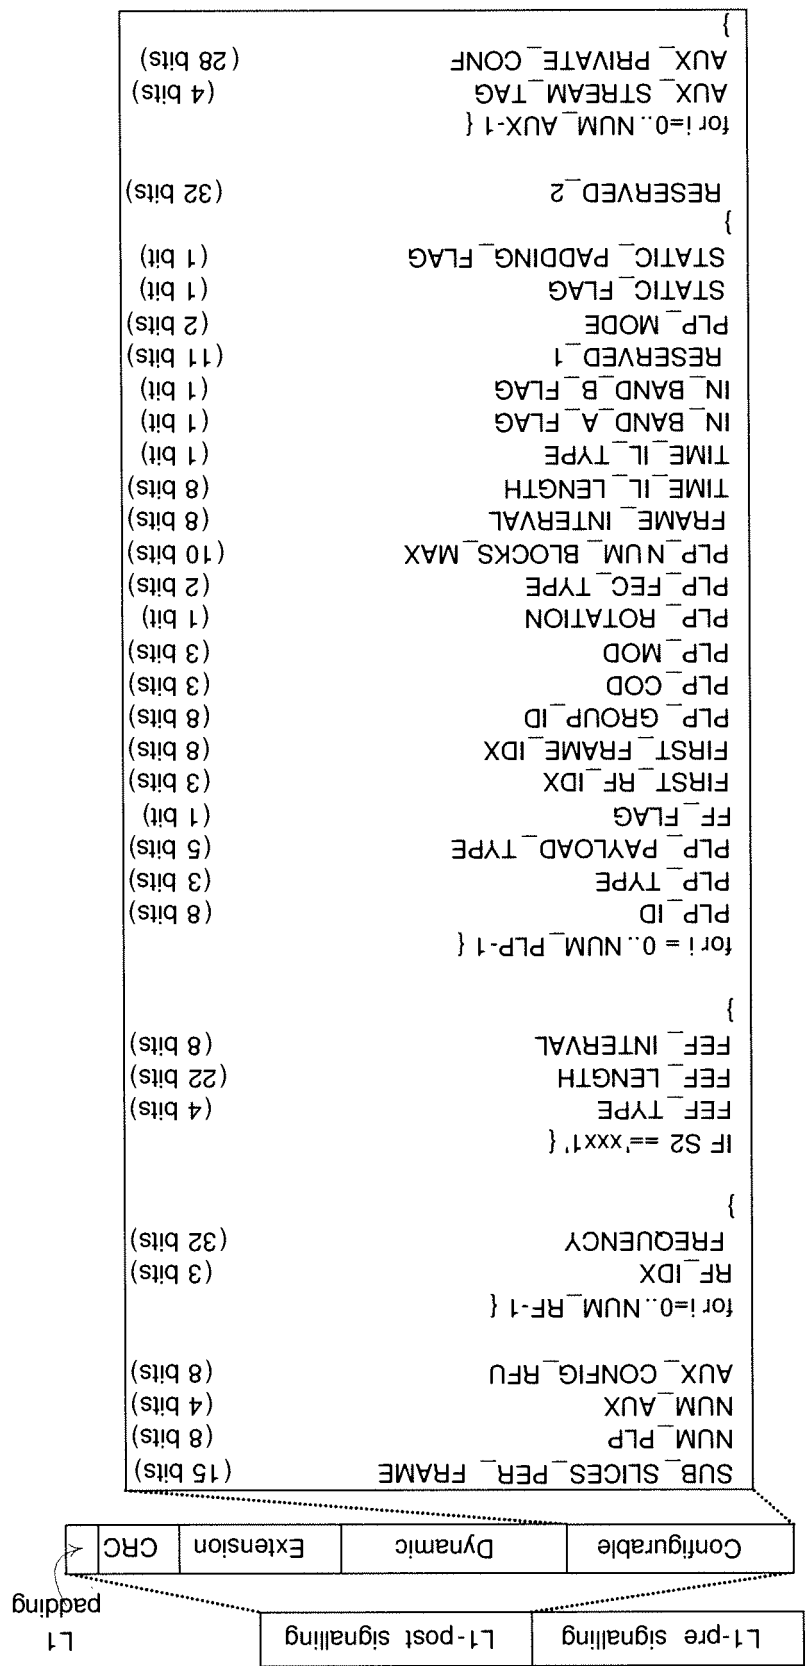 L1-pre signalling L1-post signalling L1
padding
Configurable Dynamic Extension CRC
SUB_SLICES_PER_FRAME (15 bits)
NUM_PLP (8 bits)
NUM_AUX (4 bits)
AUX_CONFIG_RFU (8 bits)
for i=0..NUM_RF-1 {
RF_IDX (3 bits)
FREQUENCY (32 bits)
}
IF S2 =='xxx1' {
FEF_TYPE (4 bits)
FEF_LENGTH (22 bits)
FEF_INTERVAL (8 bits)
}
for i = 0..NUM_PLP-1 {
PLP_ID (8 bits)
PLP_TYPE (3 bits)
PLP_PAYLOAD_TYPE (5 bits)
FF_FLAG (1 bit)
FIRST_RF_IDX (3 bits)
FIRST_FRAME_IDX (8 bits)
PLP_GROUP_ID (8 bits)
PLP_COD (3 bits)
PLP_MOD (3 bits)
PLP_ROTATION (1 bit)
PLP_FEC_TYPE (2 bits)
PLP_NUM_BLOCKS_MAX (10 bits)
FRAME_INTERVAL (8 bits)
TIME_IL_LENGTH (8 bits)
TIME_IL_TYPE (1 bit)
IN_BAND_A_FLAG (1 bit)
IN_BAND_B_FLAG (1 bit)
RESERVED_1 (11 bits)
PLP_MODE (2 bits)
STATIC_FLAG (1 bit)
STATIC_PADDING_FLAG (1 bit)
}
RESERVED_2 (32 bits)
for i=0..NUM_AUX-1 {
AUX_STREAM_TAG (4 bits)
AUX_PRIVATE_CONF (28 bits)
}